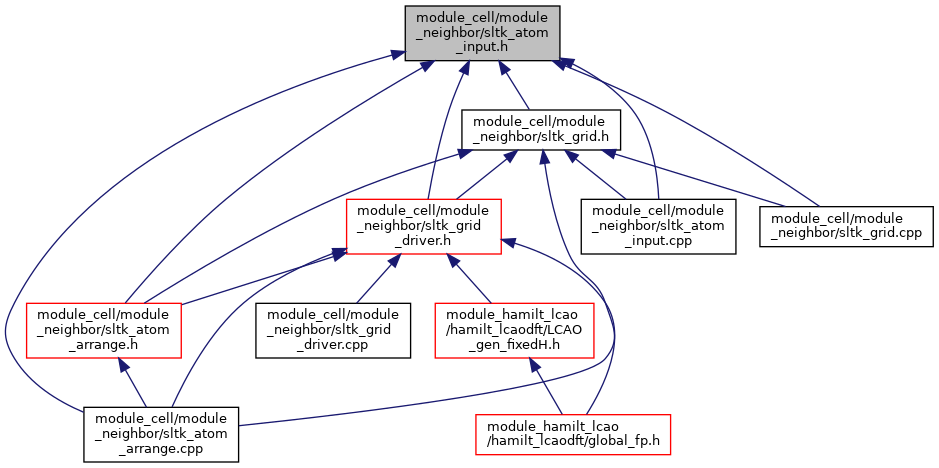 module_cell/module
_neighbor/sltk_atom
_input.h
module_cell/module
_neighbor/sltk_grid.h
module_cell/module
_neighbor/sltk_grid
_driver.h
module_cell/module
_neighbor/sltk_atom
_input.cpp
module_cell/module
_neighbor/sltk_grid.cpp
module_cell/module
_neighbor/sltk_atom
_arrange.h
module_cell/module
_neighbor/sltk_grid
_driver.cpp
module_hamilt_lcao
/hamilt_lcaodft/LCAO
_gen_fixedH.h
module_cell/module
_neighbor/sltk_atom
_arrange.cpp
module_hamilt_lcao
/hamilt_lcaodft/global_fp.h